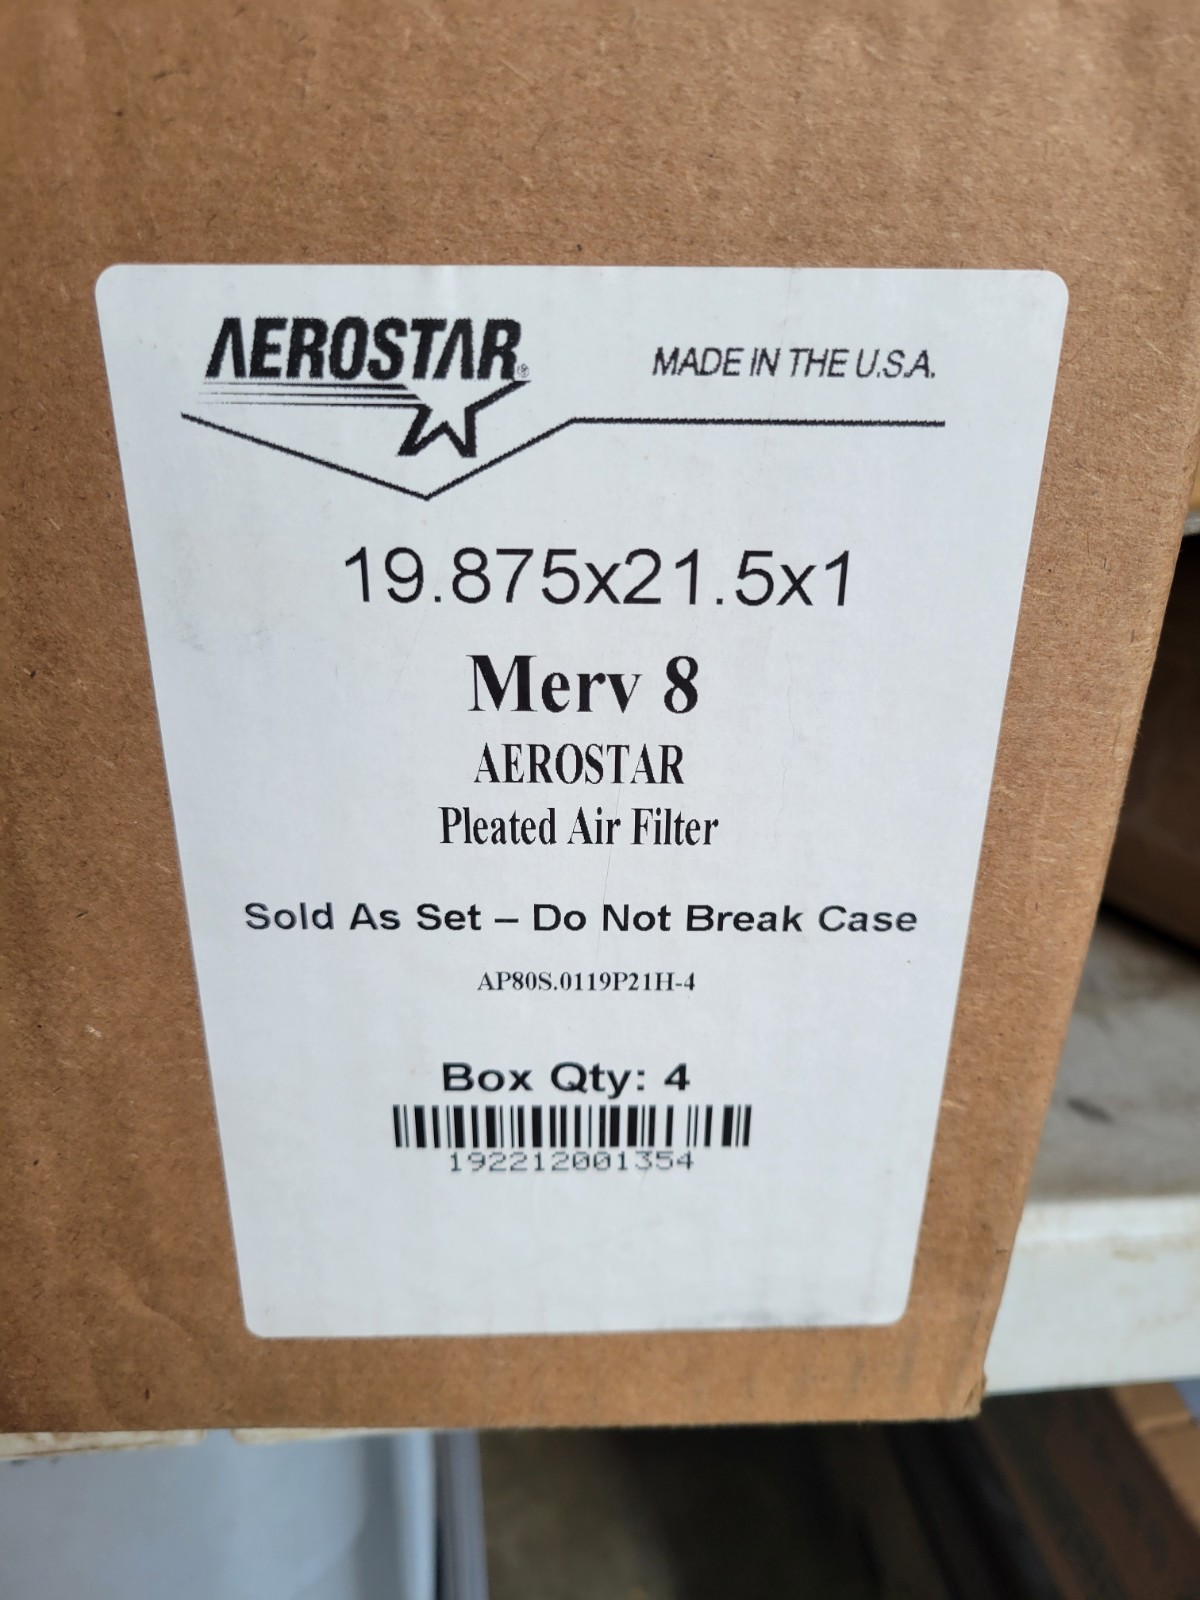 AEROSTAR®
MADE IN THE U.S.A.
19.875x21.5x1
Merv 8
AEROSTAR
Pleated Air Filter
Sold As Set – Do Not Break Case
AP80S.0119P21H-4
Box Qty: 4
192212001354